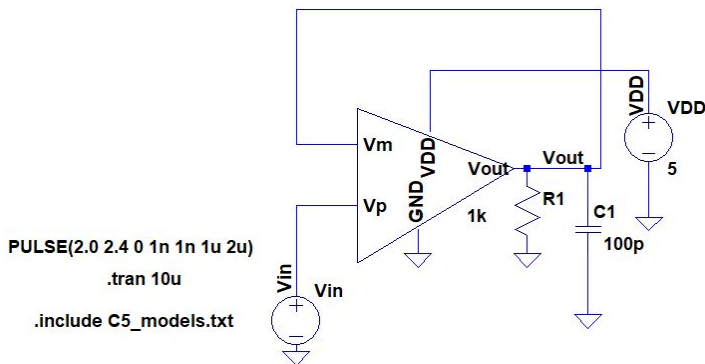 VDD
VDD
5
Vm
VDD
Vout
Vout
Vp
GND
1k
R1
C1
100p
PULSE(2.0 2.4 0 1n 1n 1u 2u)
.tran 10u
.include C5_models.txt
Vin
Vin